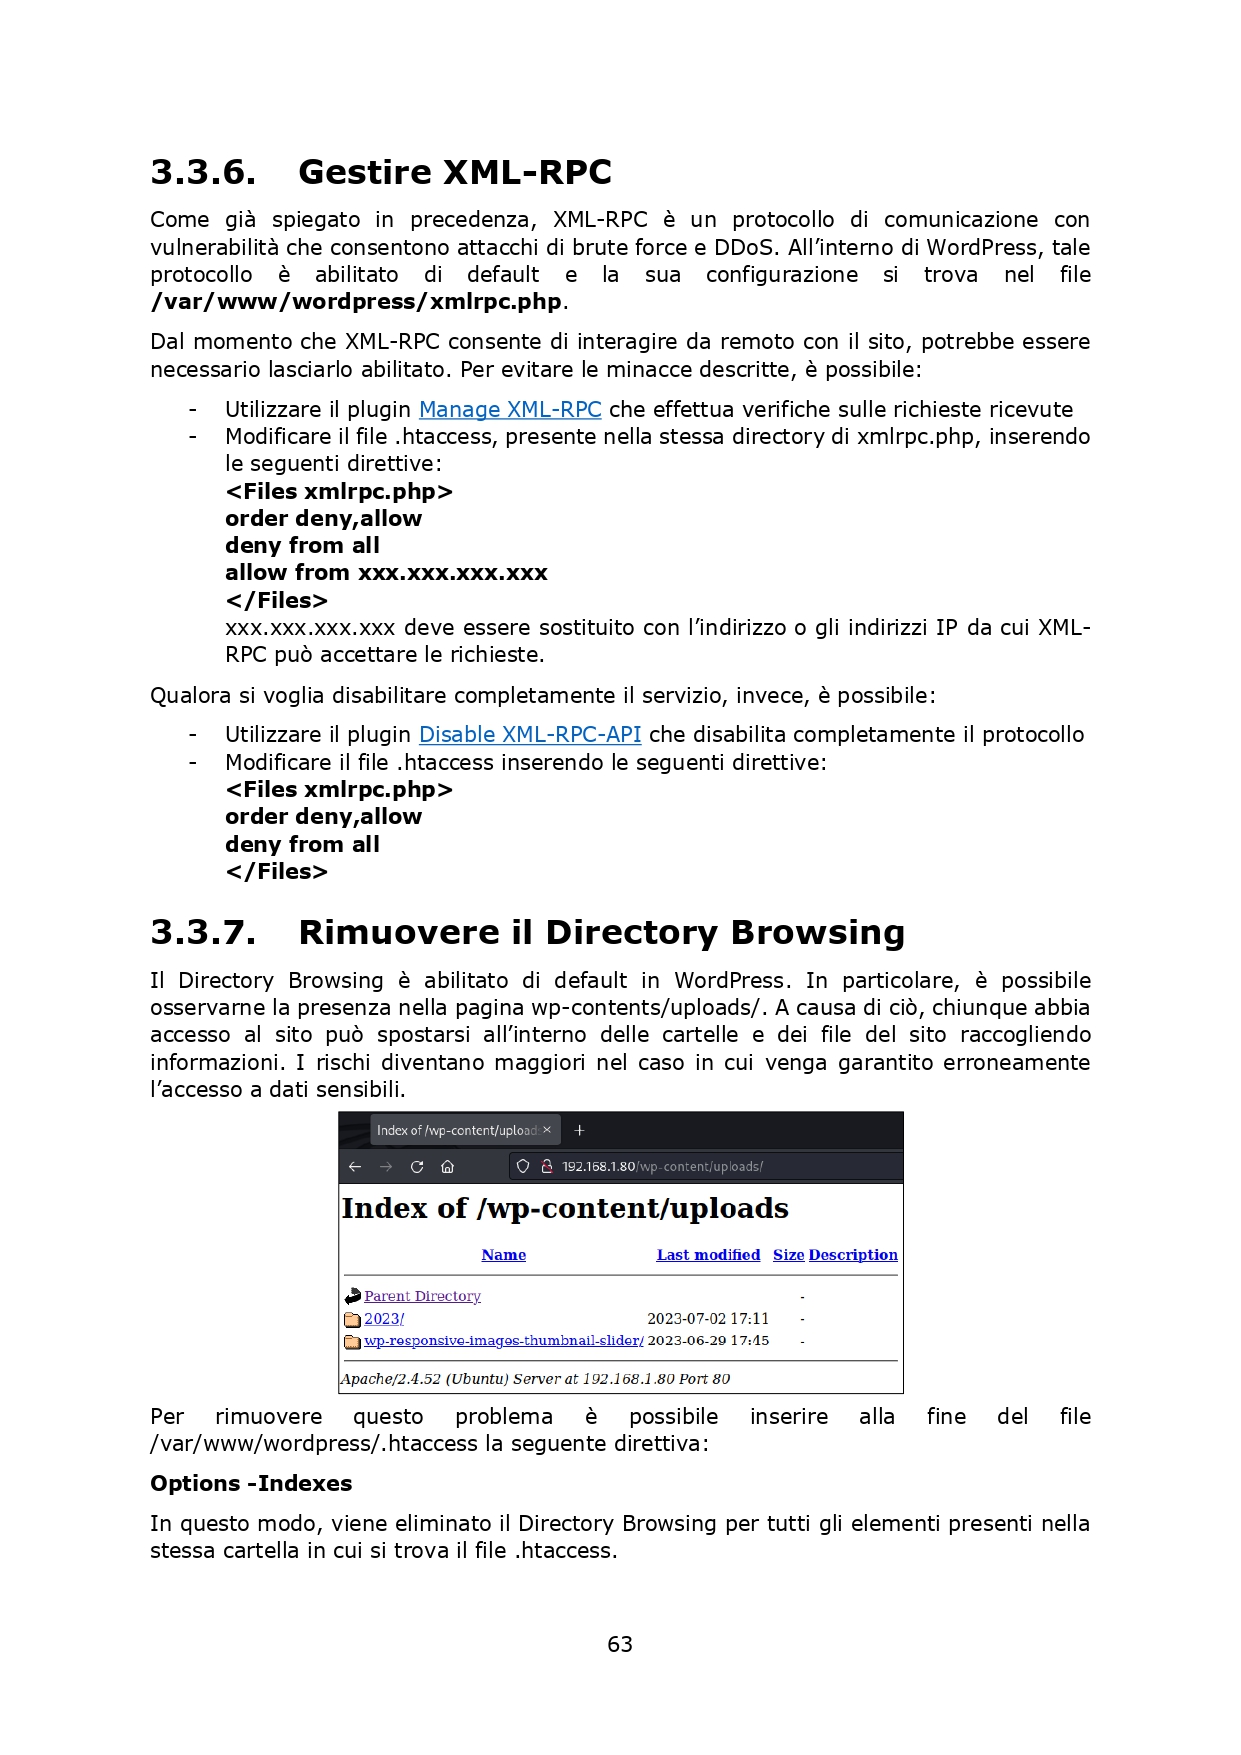 3.3.6. Gestire XML-RPC
Come già spiegato in precedenza, XML-RPC è un protocollo di comunicazione con
vulnerabilità che consentono attacchi di brute force e DDoS. All’interno di WordPress, tale
protocollo è abilitato di default e la sua configurazione si trova nel file
/var/www/wordpress/xmlrpc.php.
Dal momento che XML-RPC consente di interagire da remoto con il sito, potrebbe essere
necessario lasciarlo abilitato. Per evitare le minacce descritte, è possibile:
- Utilizzare il plugin Manage XML-RPC che effettua verifiche sulle richieste ricevute
- Modificare il file .htaccess, presente nella stessa directory di xmlrpc.php, inserendo
le seguenti direttive:
<Files xmlrpc.php>
order deny,allow
deny from all
allow from xxx.xxx.xxx.xxx
</Files>
xxx.xxx.xxx.xxx deve essere sostituito con l’indirizzo o gli indirizzi IP da cui XML-
RPC può accettare le richieste.
Qualora si voglia disabilitare completamente il servizio, invece, è possibile:
- Utilizzare il plugin Disable XML-RPC-API che disabilita completamente il protocollo
- Modificare il file .htaccess inserendo le seguenti direttive:
<Files xmlrpc.php>
order deny,allow
deny from all
</Files>
3.3.7. Rimuovere il Directory Browsing
Il Directory Browsing è abilitato di default in WordPress. In particolare, è possibile
osservarne la presenza nella pagina wp-contents/uploads/. A causa di ciò, chiunque abbia
accesso al sito può spostarsi all’interno delle cartelle e dei file del sito raccogliendo
informazioni. I rischi diventano maggiori nel caso in cui venga garantito erroneamente
l’accesso a dati sensibili.
Index of /wp-content/upload
192.168.1.80/wp-content/uploads/
Index of /wp-content/uploads
Name Last modified Size Description
Parent Directory -
2023/ 2023-07-02 17:11 -
wp-responsive-images-thumbnail-slider/ 2023-06-29 17:45 -
Apache/2.4.52 (Ubuntu) Server at 192.168.1.80 Port 80
Per rimuovere questo problema è possibile inserire alla fine del file
/var/www/wordpress/.htaccess la seguente direttiva:
Options -Indexes
In questo modo, viene eliminato il Directory Browsing per tutti gli elementi presenti nella
stessa cartella in cui si trova il file .htaccess.
63